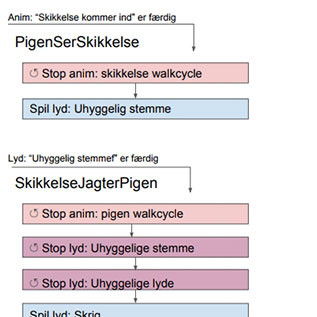 Anim: “Skikkelse kommer ind” er færdig
PigenSerSkikkelse
Stop anim: skikkelse walkcycle
Spil lyd: Uhyggelig stemme
Lyd: “Uhyggelig stemmef” er færdig
SkikkelseJagterPigen
Stop anim: pigen walkcycle
Stop lyd: Uhyggelige stemme
Stop lyd: Uhyggelige lyde
Spil lyd: Skrig